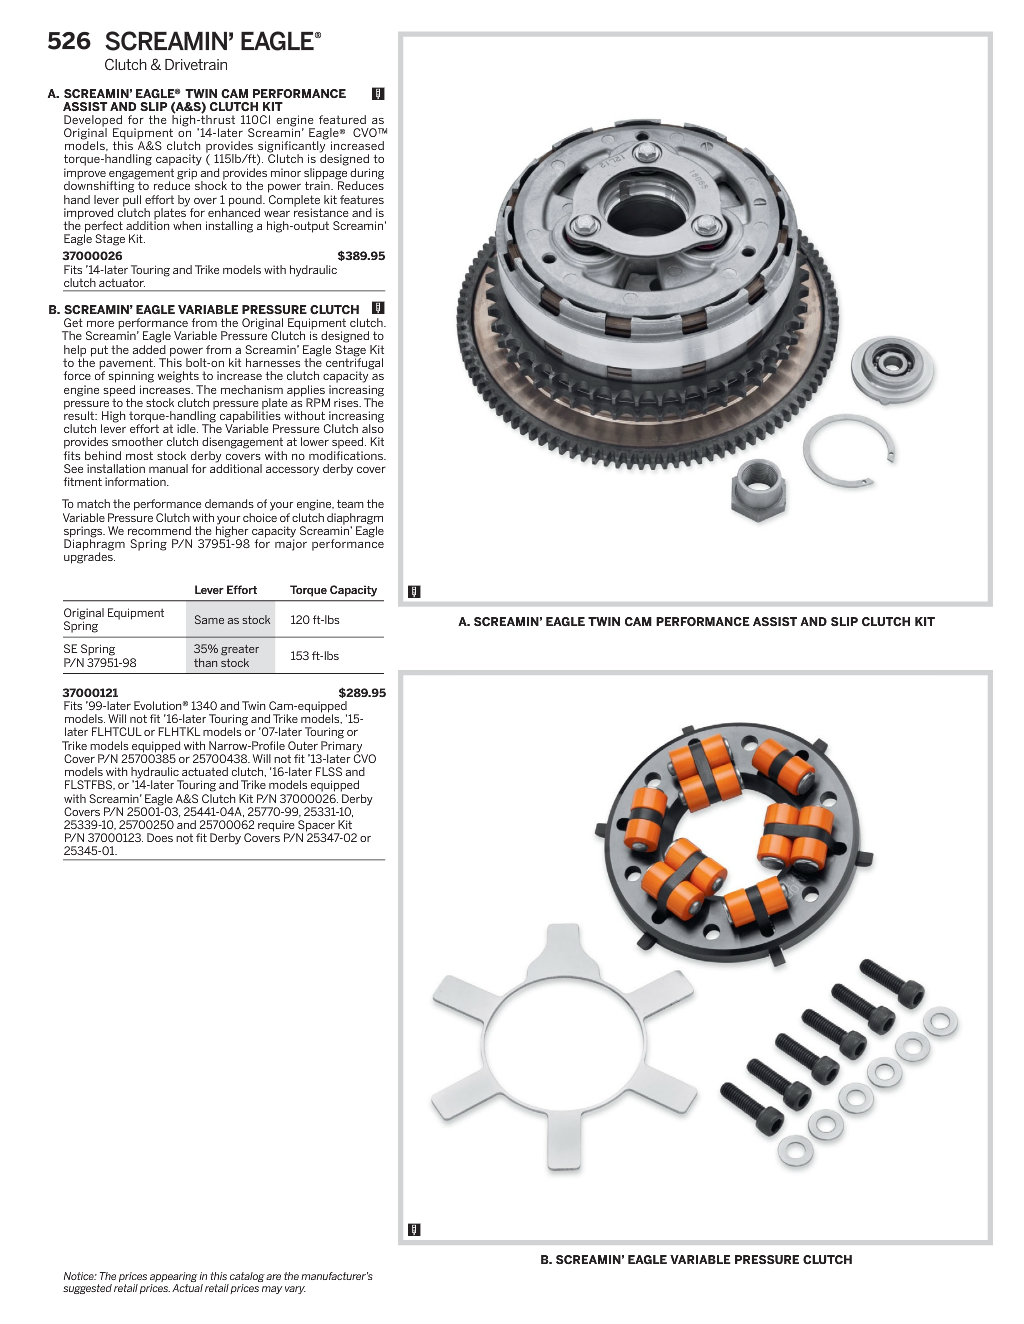 526 SCREAMIN' EAGLE®
Clutch & Drivetrain
A. SCREAMIN' EAGLE® TWIN CAM PERFORMANCE
ASSIST AND SLIP (A&S) CLUTCH KIT
Developed for the high-thrust 110CI engine featured as
Original Equipment on '14-later Screamin' Eagle® CVO™
models, this A&S clutch provides significantly increased
torque-handling capacity ( 115lb/ft). Clutch is designed to
improve engagement grip and provides minor slippage during
downshifting to reduce shock to the power train. Reduces
hand lever pull effort by over 1 pound. Complete kit features
improved clutch plates for enhanced wear resistance and is
the perfect addition when installing a high-output Screamin'
Eagle Stage Kit.
37000026 $389.95
Fits '14-later Touring and Trike models with hydraulic
clutch actuator.
B. SCREAMIN' EAGLE VARIABLE PRESSURE CLUTCH
Get more performance from the Original Equipment clutch.
The Screamin' Eagle Variable Pressure Clutch is designed to
help put the added power from a Screamin' Eagle Stage Kit
to the pavement. This bolt-on kit harnesses the centrifugal
force of spinning weights to increase the clutch capacity as
engine speed increases. The mechanism applies increasing
pressure to the stock clutch pressure plate as RPM rises. The
result: High torque-handling capabilities without increasing
clutch lever effort at idle. The Variable Pressure Clutch also
provides smoother clutch disengagement at lower speed. Kit
fits behind most stock derby covers with no modifications.
See installation manual for additional accessory derby cover
fitment information.
To match the performance demands of your engine, team the
Variable Pressure Clutch with your choice of clutch diaphragm
springs. We recommend the higher capacity Screamin' Eagle
Diaphragm Spring P/N 37951-98 for major performance
upgrades.
Lever Effort Torque Capacity
Original Equipment
Spring
Same as stock 120 ft-lbs
SE Spring
P/N 37951-98
35% greater
than stock
153 ft-lbs
37000121 $289.95
Fits '99-later Evolution® 1340 and Twin Cam-equipped
models. Will not fit '16-later Touring and Trike models, '15-
later FLHTCUL or FLHTKL models or '07-later Touring or
Trike models equipped with Narrow-Profile Outer Primary
Cover P/N 25700385 or 25700438. Will not fit '13-later CVO
models with hydraulic actuated clutch, '16-later FLSS and
FLSTFBS, or '14-later Touring and Trike models equipped
with Screamin' Eagle A&S Clutch Kit P/N 37000026. Derby
Covers P/N 25001-03, 25441-04A, 25770-99, 25331-10,
25339-10, 25700250 and 25700062 require Spacer Kit
P/N 37000123. Does not fit Derby Covers P/N 25347-02 or
25345-01.
A. SCREAMIN' EAGLE TWIN CAM PERFORMANCE ASSIST AND SLIP CLUTCH KIT
B. SCREAMIN' EAGLE VARIABLE PRESSURE CLUTCH
Notice: The prices appearing in this catalog are the manufacturer's
suggested retail prices. Actual retail prices may vary.